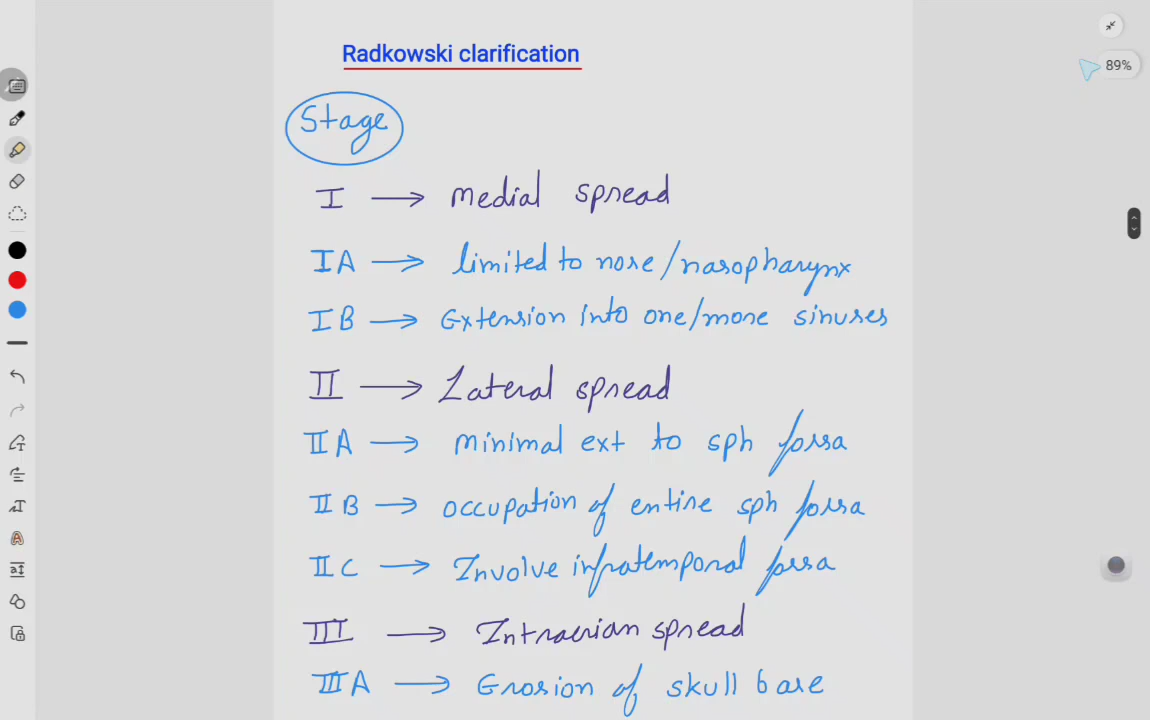 Radkowski clarification
89%
Stage
I → Medial spread
IA → limited to nose/nasopharynx
IB → Extension into one/more sinuses
II → Lateral spread
IIA → minimal ext to sph fossa
IIB → occupation of entire sph fossa
IIC → Involve infratemporal fossa
III → Intracrian spread
IIIA → Erosion of skull base